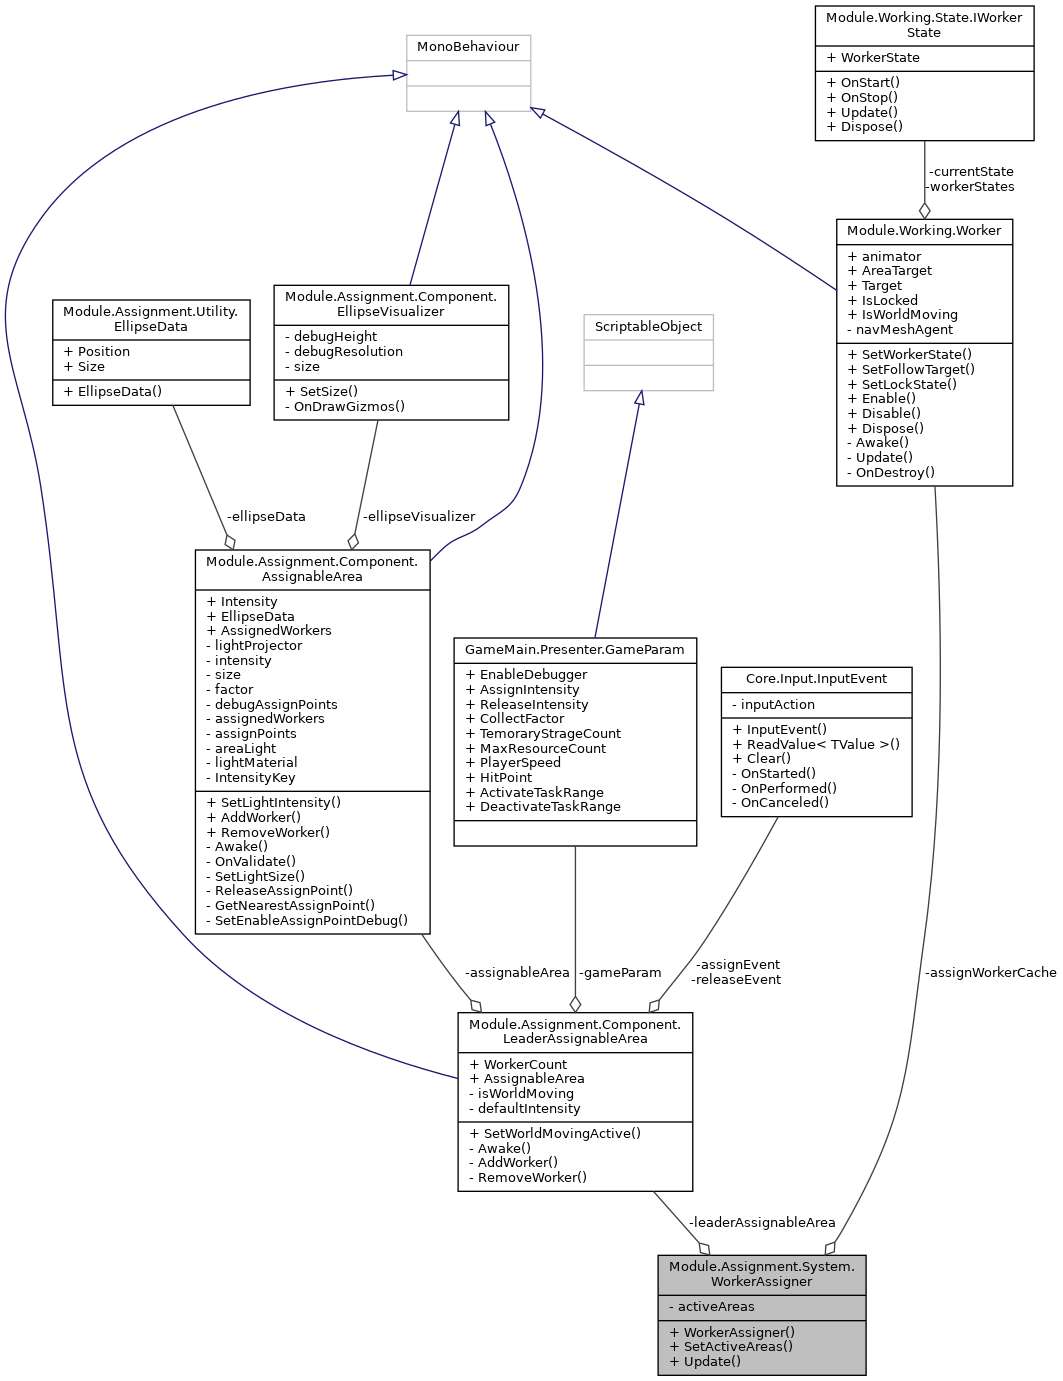 Module.Working.State.IWorker
State
+ WorkerState
+ OnStart()
+ OnStop()
+ Update()
+ Dispose()
MonoBehaviour
-currentState
-workerStates
Module.Working.Worker
+ animator
+ AreaTarget
+ Target
+ IsLocked
+ IsWorldMoving
- navMeshAgent
+ SetWorkerState()
+ SetFollowTarget()
+ SetLockState()
+ Enable()
+ Disable()
+ Dispose()
- Awake()
- Update()
- OnDestroy()
Module.Assignment.Utility.
EllipseData
+ Position
+ Size
+ EllipseData()
Module.Assignment.Component.
EllipseVisualizer
- debugHeight
- debugResolution
- size
+ SetSize()
- OnDrawGizmos()
ScriptableObject
-ellipseData
-ellipseVisualizer
Module.Assignment.Component.
AssignableArea
+ Intensity
+ EllipseData
+ AssignedWorkers
- lightProjector
- intensity
- size
- factor
- debugAssignPoints
- assignedWorkers
- assignPoints
- areaLight
- lightMaterial
- IntensityKey
+ SetLightIntensity()
+ AddWorker()
+ RemoveWorker()
- Awake()
- OnValidate()
- SetLightSize()
- ReleaseAssignPoint()
- GetNearestAssignPoint()
- SetEnableAssignPointDebug()
GameMain.Presenter.GameParam
+ EnableDebugger
+ AssignIntensity
+ ReleaseIntensity
+ CollectFactor
+ TemoraryStrageCount
+ MaxResourceCount
+ PlayerSpeed
+ HitPoint
+ ActivateTaskRange
+ DeactivateTaskRange
Core.Input.InputEvent
- inputAction
+ InputEvent()
+ ReadValue< TValue >()
+ Clear()
- OnStarted()
- OnPerformed()
- OnCanceled()
-assignableArea
-gameParam
-assignEvent
-releaseEvent
-assignWorkerCache
Module.Assignment.Component.
LeaderAssignableArea
+ WorkerCount
+ AssignableArea
- isWorldMoving
- defaultIntensity
+ SetWorldMovingActive()
- Awake()
- AddWorker()
- RemoveWorker()
-leaderAssignableArea
Module.Assignment.System.
WorkerAssigner
- activeAreas
+ WorkerAssigner()
+ SetActiveAreas()
+ Update()